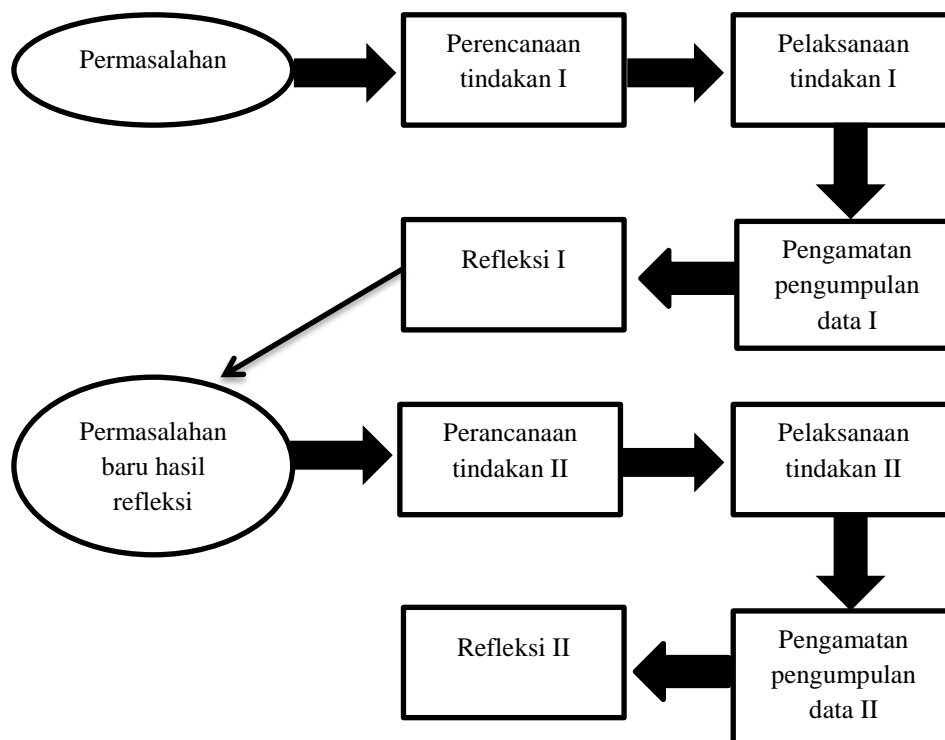 Permasalahan
Perencanaan
tindakan I
Pelaksanaan
tindakan I
Pengamatan
pengumpulan
data I
Refleksi I
Permasalahan
baru hasil
refleksi
Perancanaan
tindakan II
Pelaksanaan
tindakan II
Pengamatan
pengumpulan
data II
Refleksi II